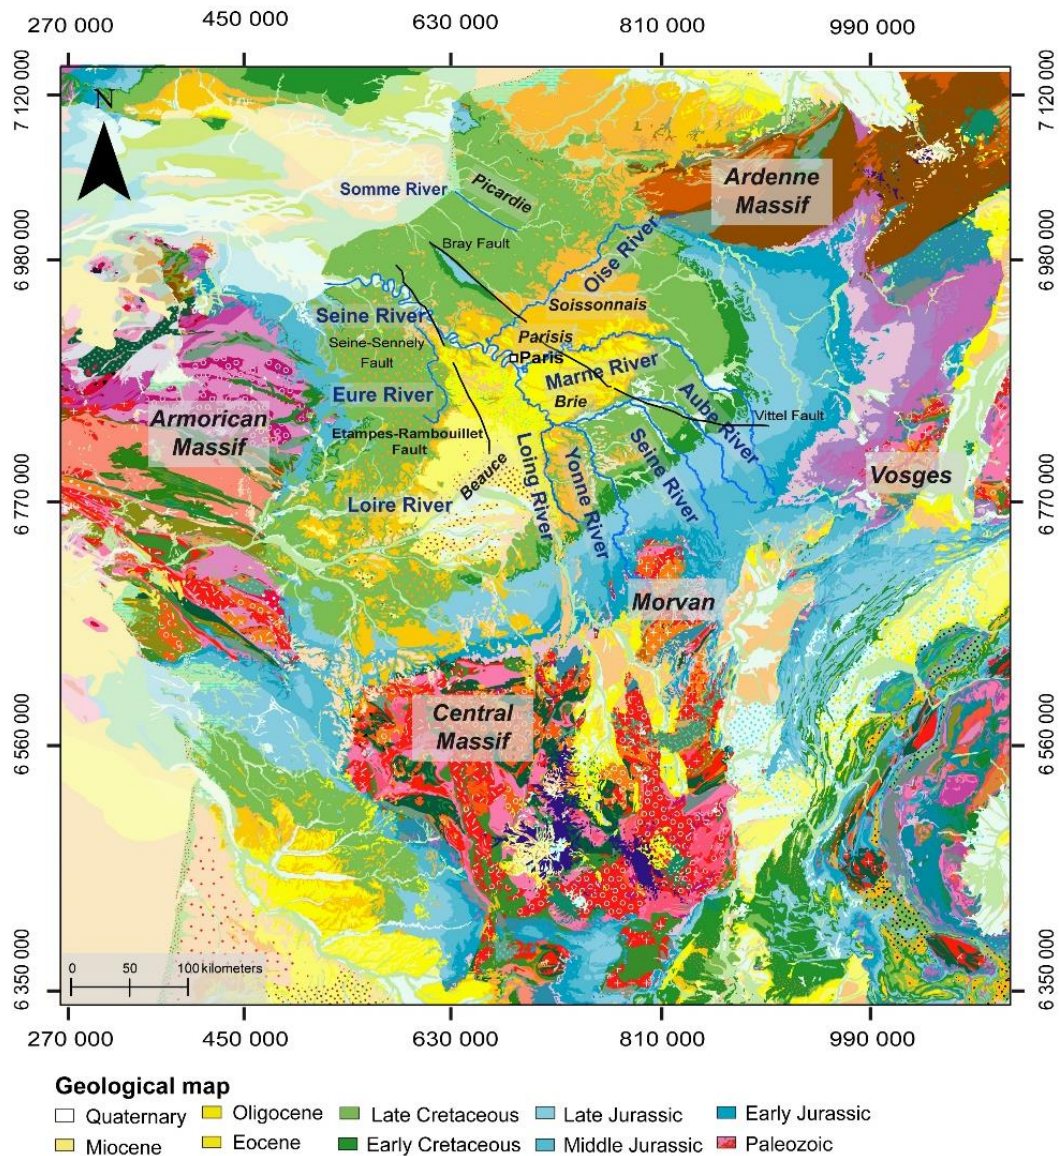 270 000 450 000 630 000 810 000 990 000
7 120 000
7 120 000
N
Ardenne
Massif
Somme River
Picardie
Bray Fault
6 980 000
6 980 000
Oise River
Soissonnais
Seine River
Parisis
Seine-Sennely
Fault
Paris
Marne River
Eure River
Brie
Aube River
Vittel Fault
Armorican
Massif
Etampes-Rambouillet
Fault
Beauce
Loing River
Yonne River
Seine River
Vosges
Loire River
6 770 000
6 770 000
Morvan
Central
Massif
6 560 000
6 560 000
0 50 100 kilometers
6 350 000
6 350 000
270 000 450 000 630 000 810 000 990 000
Geological map
Quaternary Oligocene Late Cretaceous Late Jurassic Early Jurassic
Miocene Eocene Early Cretaceous Middle Jurassic Paleozoic